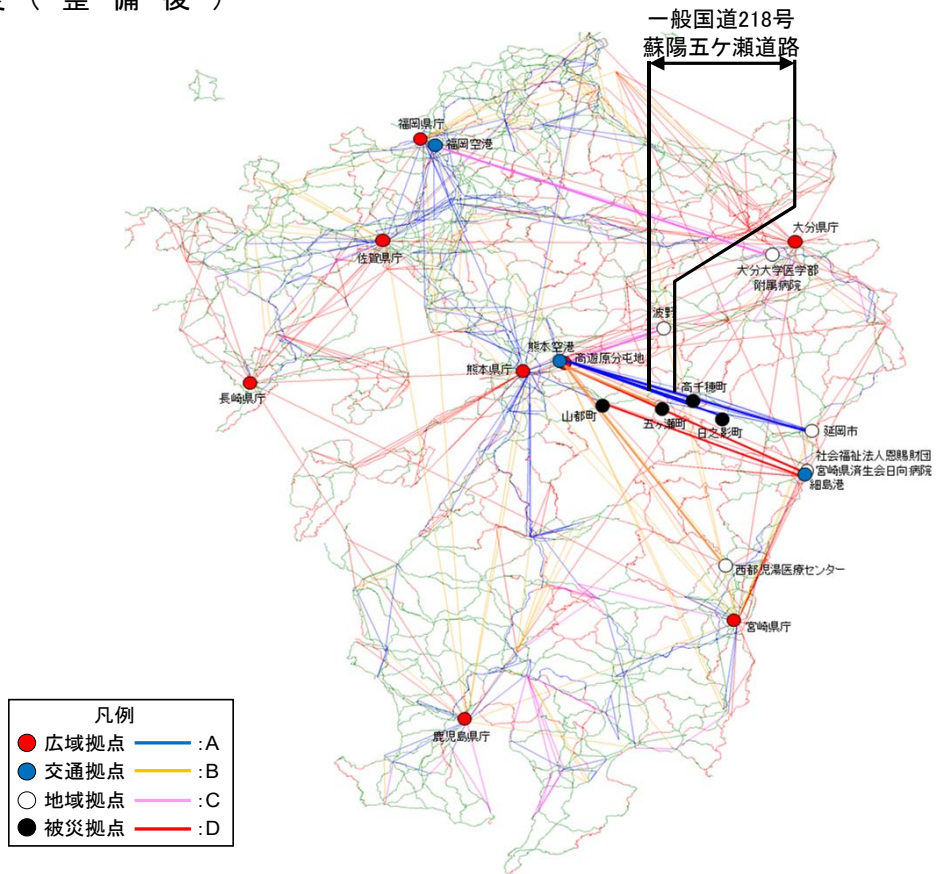 （ 整 備 後 ）
一般国道218号
蘇陽五ケ瀬道路
福岡県庁
福岡空港
佐賀県庁
大分県庁
大分大学医学部
附属病院
波野
熊本空港
高遊原分屯地
熊本県庁
長崎県庁
高千穂町
山都町
五ヶ瀬町
日之影町
延岡市
社会福祉法人恩賜財団
宮崎県済生会日向病院
細島港
西都児湯医療センター
宮崎県庁
鹿児島県庁
凡例
広域拠点 :A
交通拠点 :B
地域拠点 :C
被災拠点 :D